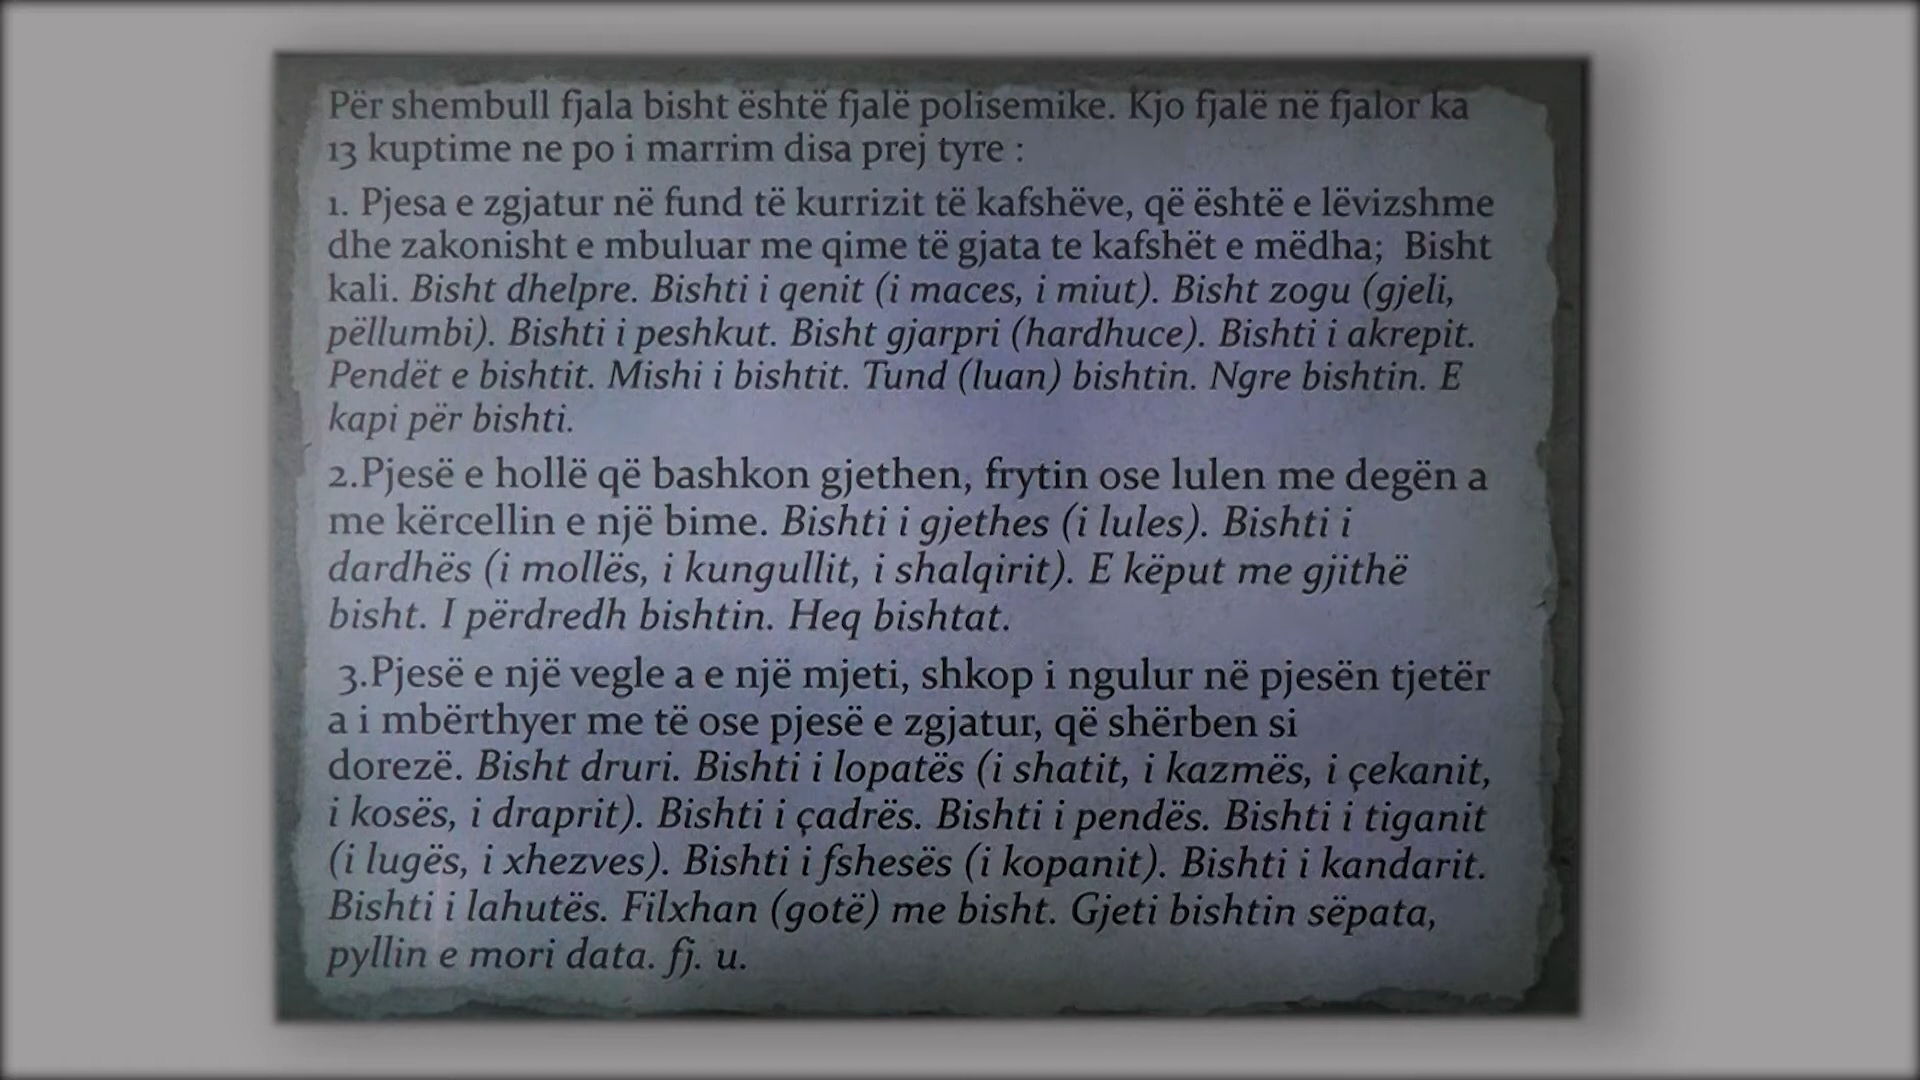 Për shembull fjala bisht është fjalë polisemike. Kjo fjalë në fjalor ka
13 kuptime ne po i marrim disa prej tyre :
1. Pjesa e zgjatur në fund të kurrizit të kafshëve, që është e lëvizshme
dhe zakonisht e mbuluar me qime të gjata te kafshët e mëdha; Bisht
kali. Bisht dhelpre. Bishti i qenit (i maces, i miut). Bisht zogu (gjeli,
pëllumbi). Bishti i peshkut. Bisht gjarpri (hardhuce). Bishti i akrepit.
Pendët e bishtit. Mishi i bishtit. Tund (luan) bishtin. Ngre bishtin. E
kapi për bishti.
2.Pjesë e hollë që bashkon gjethen, frytin ose lulen me degën a
me kërcellin e një bime. Bishti i gjethes (i lules). Bishti i
dardhës (i mollës, i kungullit, i shalqirit). E këput me gjithë
bisht. I përdredh bishtin. Heq bishtat.
3.Pjesë e një vegle a e një mjeti, shkop i ngulur në pjesën tjetër
a i mbërthyer me të ose pjesë e zgjatur, që shërben si
dorezë. Bisht druri. Bishti i lopatës (i shatit, i kazmës, i çekanit,
i kosës, i draprit). Bishti i çadrës. Bishti i pendës. Bishti i tiganit
(i lugës, i xhezves). Bishti i fshesës (i kopanit). Bishti i kandarit.
Bishti i lahutës. Filxhan (gotë) me bisht. Gjeti bishtin sëpata,
pyllin e mori data. fj. u.